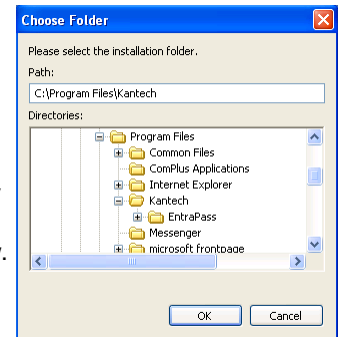 Choose Folder
Please select the installation folder.
Path:
C:\Program Files\Kantech
Directories:
Program Files
Common Files
ComPlus Applications
Internet Explorer
Kantech
EntraPass
Messenger
microsoft frontpage
OK Cancel